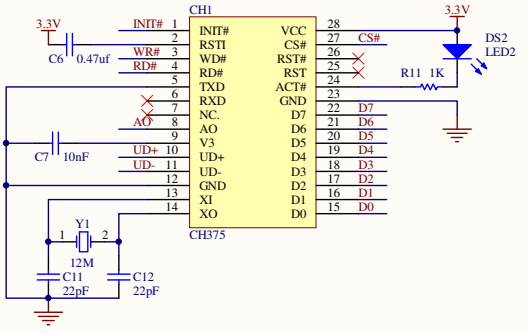 CH1
3.3V
INIT# 1 INIT# VCC 28
C6 0.47uf 2 RSTI CS# 27 CS#
WR# 3 WD# RST# 26
RD# 4 RD# RST 25
5 TXD ACT# 24 R11 1K
6 RXD GND 23
7 NC. D7 22 D7
AO 8 AO D6 21 D6
C7 10nF 9 V3 D5 20 D5
UD+ 10 UD+ D4 19 D4
UD- 11 UD- D3 18 D3
12 GND D2 17 D2
13 XI D1 16 D1
14 XO D0 15 D0
CH375
3.3V
DS2
LED2
Y1
1 2
12M
C11
22pF
C12
22pF